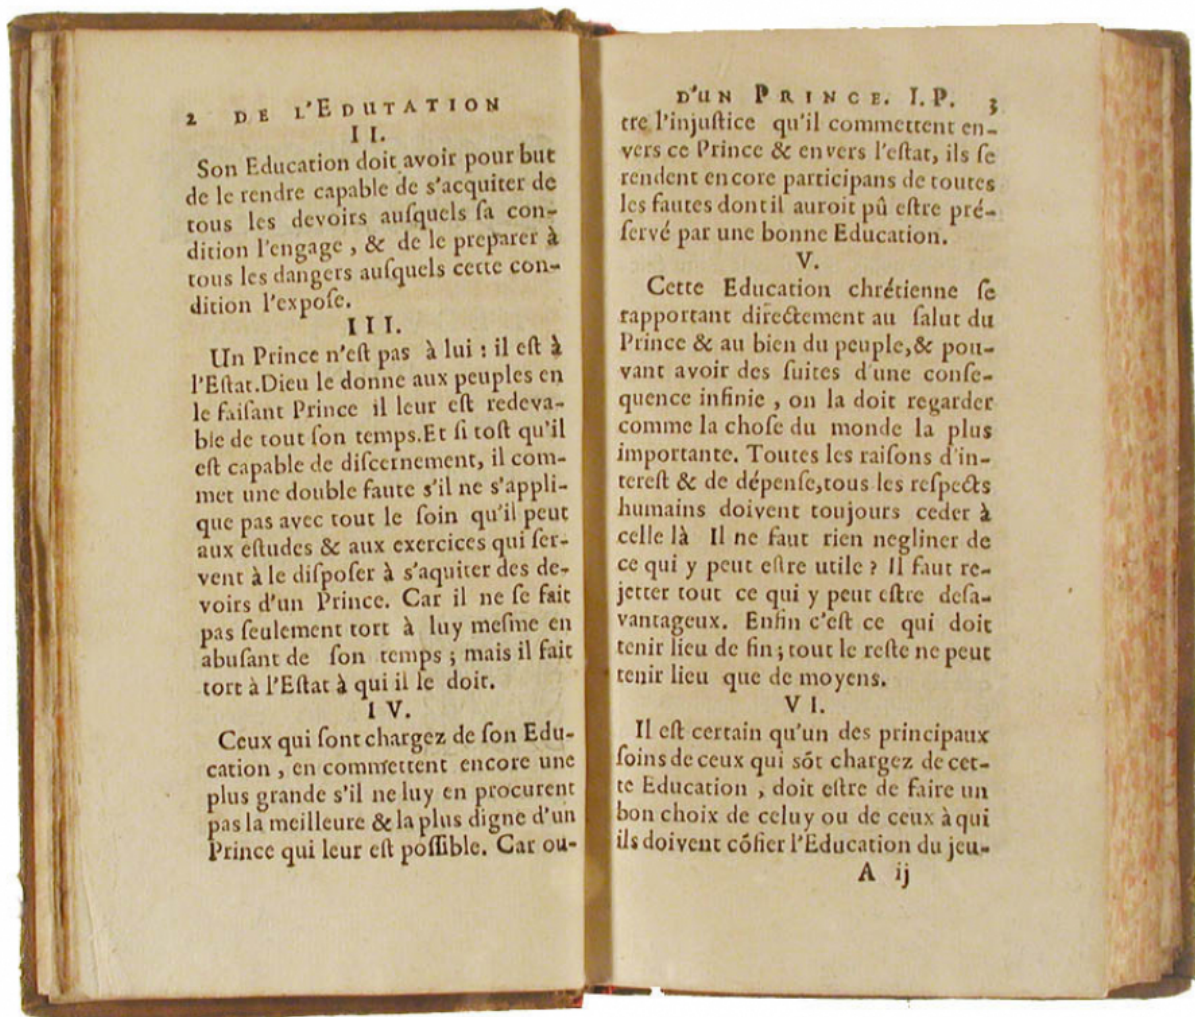 2 DE L'EDUTATION
II.
Son Education doit avoir pour but
de le rendre capable de s'acquiter de
tous les devoirs auſquels ſa con-
dition l'engage, & de le preparer à
tous les dangers auſquels cette con-
dition l'expoſe.
III.
Un Prince n'eſt pas à lui : il eſt à
l'Eſtat.Dieu le donne aux peuples en
le faiſant Prince il leur eſt redeva-
ble de tout ſon temps.Et ſi toſt qu'il
eſt capable de diſcernement, il com-
met une double faute s'il ne s'appli-
que pas avec tout le ſoin qu'il peut
aux eſtudes & aux exercices qui ſer-
vent à le diſpoſer à s'aquiter des de-
voirs d'un Prince. Car il ne ſe fait
pas ſeulement tort à luy meſme en
abuſant de ſon temps ; mais il fait
tort à l'Eſtat à qui il le doit.
IV.
Ceux qui ſont chargez de ſon Edu-
cation , en commettent encore une
plus grande s'il ne luy en procurent
pas la meilleure & la plus digne d'un
Prince qui leur eſt poſſible. Car ou-
D'UN PRINCE. I. P. 3
tre l'injuſtice qu'il commettent en-
vers ce Prince & envers l'eſtat, ils ſe
rendent encore participans de toutes
les fautes dont il auroit pû eſtre pré-
ſervé par une bonne Education.
V.
Cette Education chrétienne ſe
rapportant directement au ſalut du
Prince & au bien du peuple,& pou-
vant avoir des ſuites d'une conſe-
quence infinie , on la doit regarder
comme la choſe du monde la plus
importante. Toutes les raiſons d'in-
tereſt & de dépenſe,tous les reſpects
humains doivent toujours ceder à
celle là Il ne faut rien negliner de
ce qui y peut eſtre utile ? Il faut re-
jetter tout ce qui y peut eſtre deſa-
vantageux. Enfin c'eſt ce qui doit
tenir lieu de fin ; tout le reſte ne peut
tenir lieu que de moyens.
VI.
Il eſt certain qu'un des principaux
ſoins de ceux qui sót chargez de cet-
te Education , doit eſtre de faire un
bon choix de celuy ou de ceux à qui
ils doivent cófier l'Education du jeu-
A ij